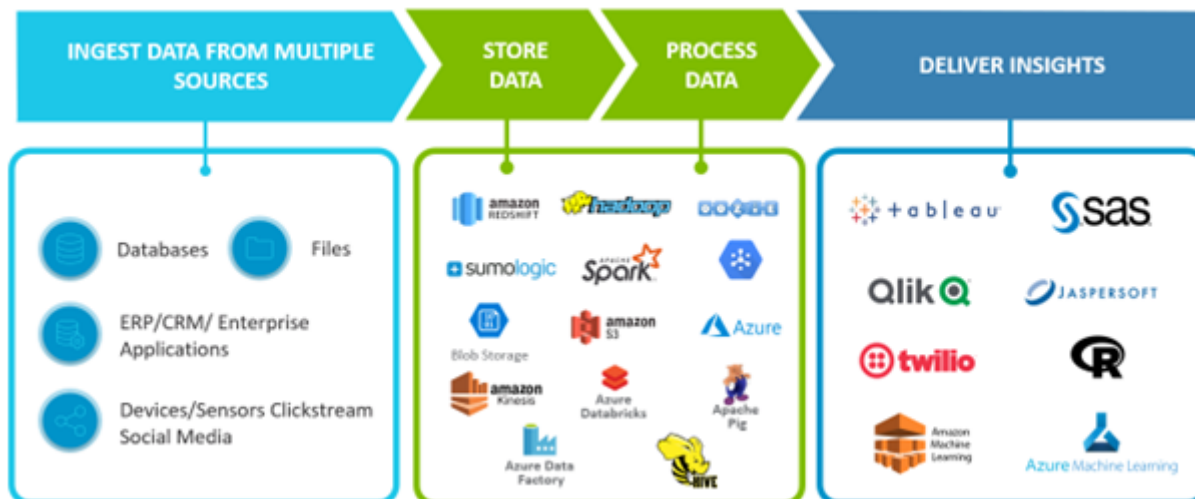 INGEST DATA FROM MULTIPLE
SOURCES
STORE
DATA
PROCESS
DATA
DELIVER INSIGHTS
Databases
Files
ERP/CRM/ Enterprise
Applications
Devices/Sensors Clickstream
Social Media
amazon
REDSHIFT
hadoop
sumologic
APACHE
Spark
Blob Storage
amazon
S3
Azure
amazon
Kinesis
Azure
Databricks
Apache
Pig
Azure Data
Factory
HIVE
+ableau
sas
Qlik
JASPERSOFT
twilio
R
Amazon
Machine
Learning
Azure Machine Learning